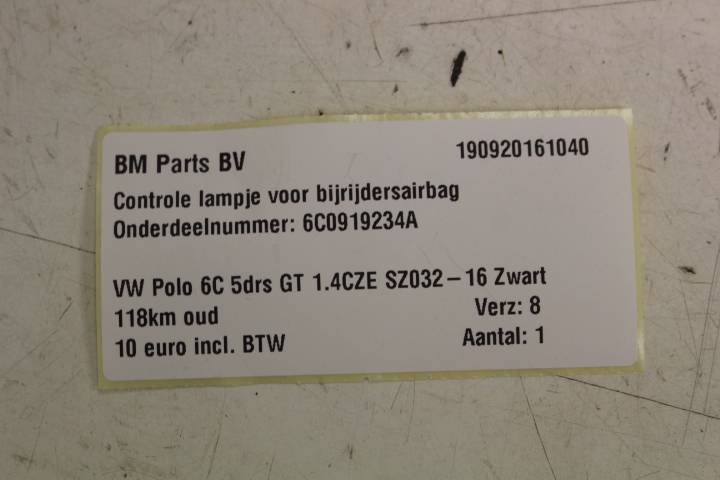 BM Parts BV 190920161040
Controle lampje voor bijrijdersairbag
Onderdeelnummer: 6C0919234A
VW Polo 6C 5drs GT 1.4CZE SZ032 – 16 Zwart
118km oud Verz: 8
10 euro incl. BTW Aantal: 1